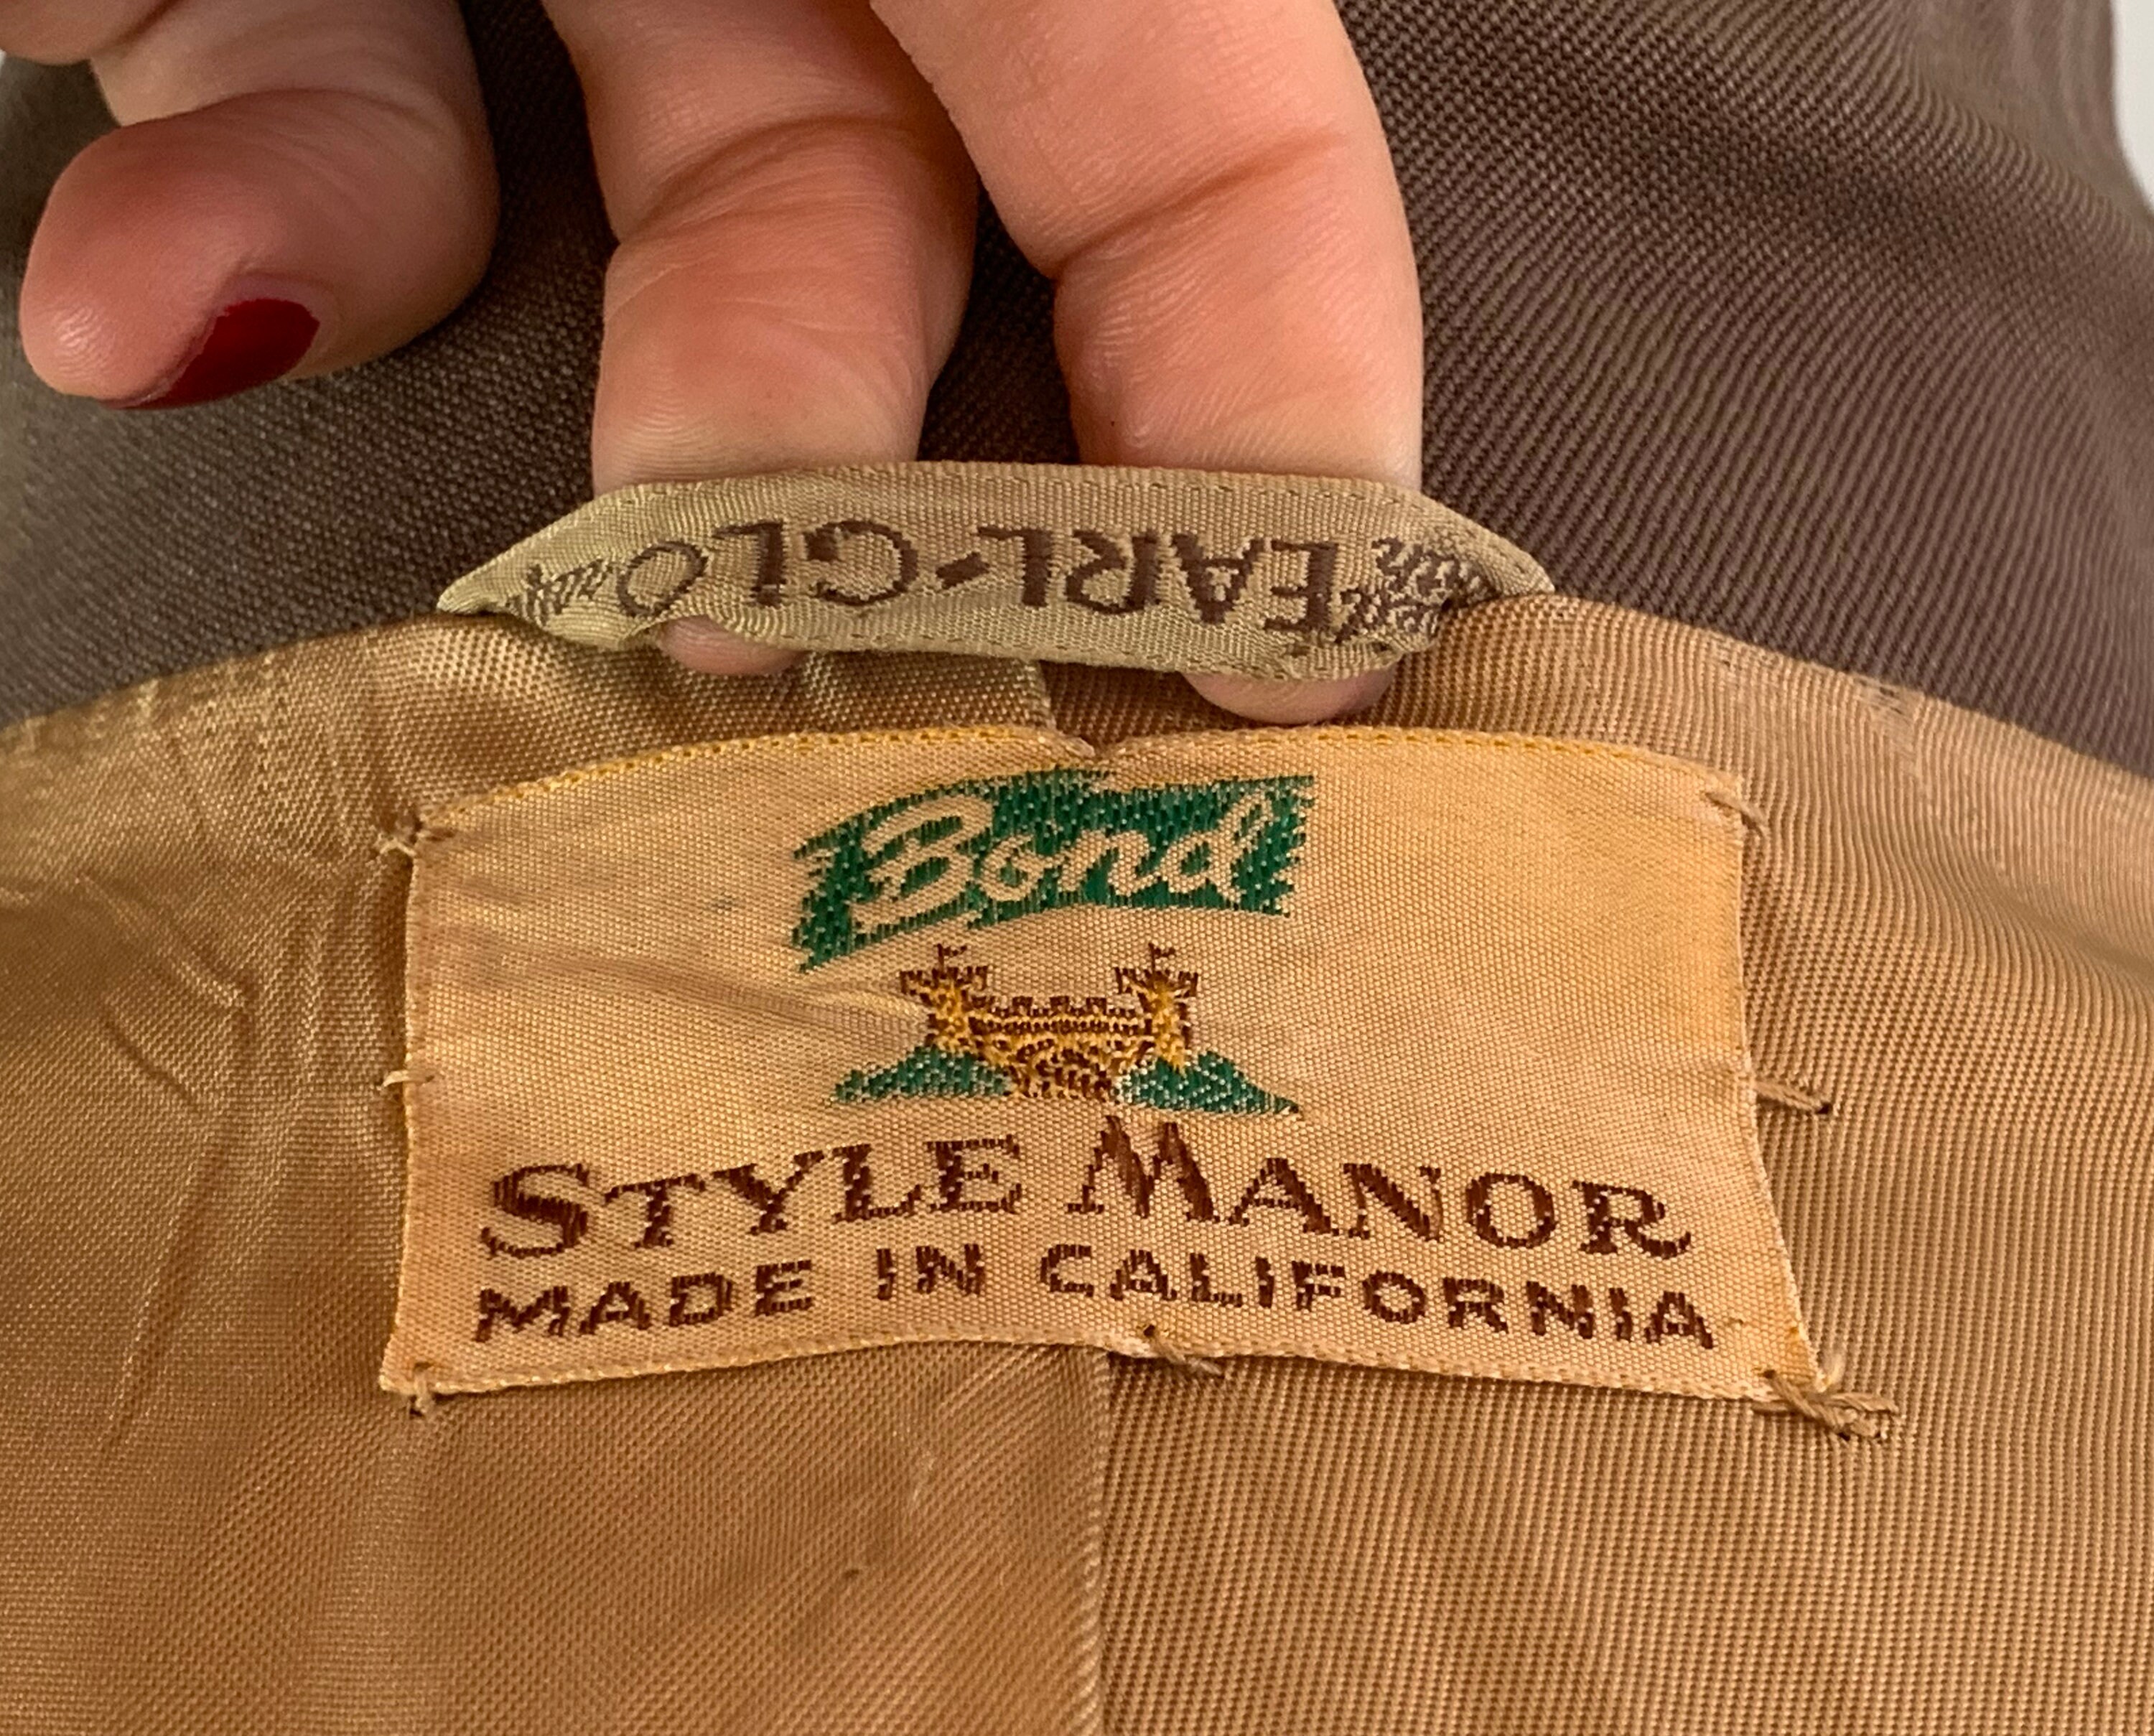 EARL-GLO
Bond
STYLE MANOR
MADE IN CALIFORNIA